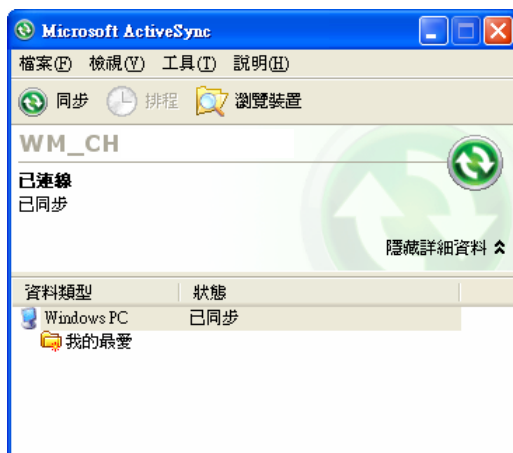 Microsoft ActiveSync
檔案(F) 檢視(V) 工具(T) 說明(H)
同步 排程 瀏覽裝置
WM_CH
已連線
已同步
隱藏詳細資料
資料類型 狀態
Windows PC 已同步
我的最愛